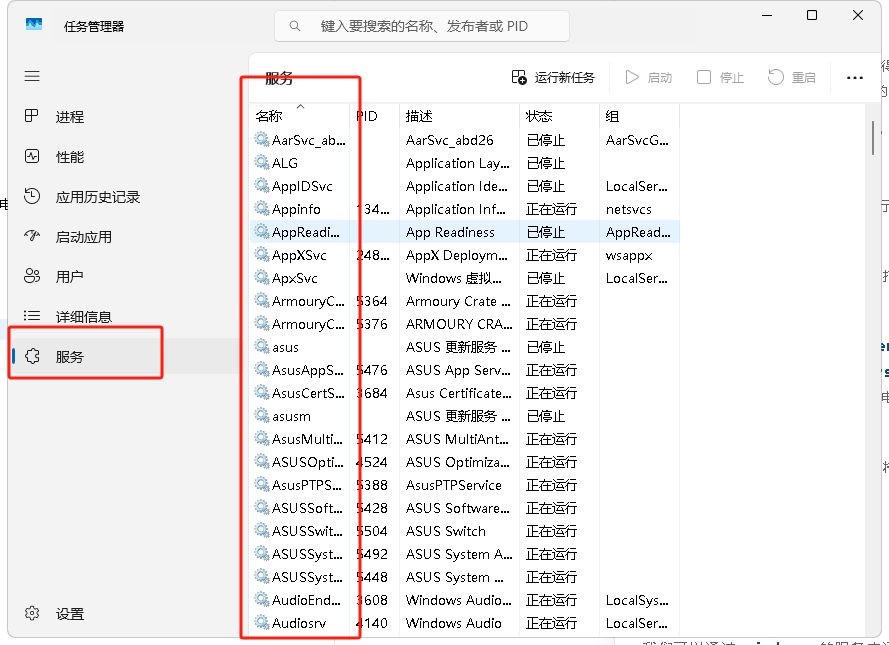 任务管理器
键入要搜索的名称、发布者或 PID
服务
运行新任务 启动 停止 重启
进程
性能
应用历史记录
启动应用
用户
详细信息
服务
设置
名称 PID 描述 状态 组
AarSvc_ab... AarSvc_abd26 已停止 AarSvcG...
ALG Application Lay... 已停止
AppIDSvc Application Ide... 已停止 LocalSer...
Appinfo 134... Application Inf... 正在运行 netsvcs
AppReadi... App Readiness 已停止 AppRead...
AppXSvc 248... AppX Deploym... 正在运行 wsappx
ApxSvc Windows 虚拟... 已停止 LocalSer...
ArmouryC... 5364 Armoury Crate ... 正在运行
ArmouryC... 5376 ARMOURY CRA... 正在运行
asus ASUS 更新服务 ... 已停止
AsusAppS... 5476 ASUS App Serv... 正在运行
AsusCertS... 3684 Asus Certificate... 正在运行
asusm ASUS 更新服务 ... 已停止
AsusMulti... 5412 ASUS MultiAnt... 正在运行
ASUSOpti... 4524 ASUS Optimiza... 正在运行
AsusPTPS... 5388 AsusPTPService 正在运行
ASUSSoft... 5428 ASUS Software... 正在运行
ASUSSwit... 5504 ASUS Switch 正在运行
ASUSSyst... 5492 ASUS System A... 正在运行
ASUSSyst... 5448 ASUS System ... 正在运行
AudioEnd... 3608 Windows Audio... 正在运行 LocalSys...
Audiosrv 4140 Windows Audio 正在运行 LocalSer...